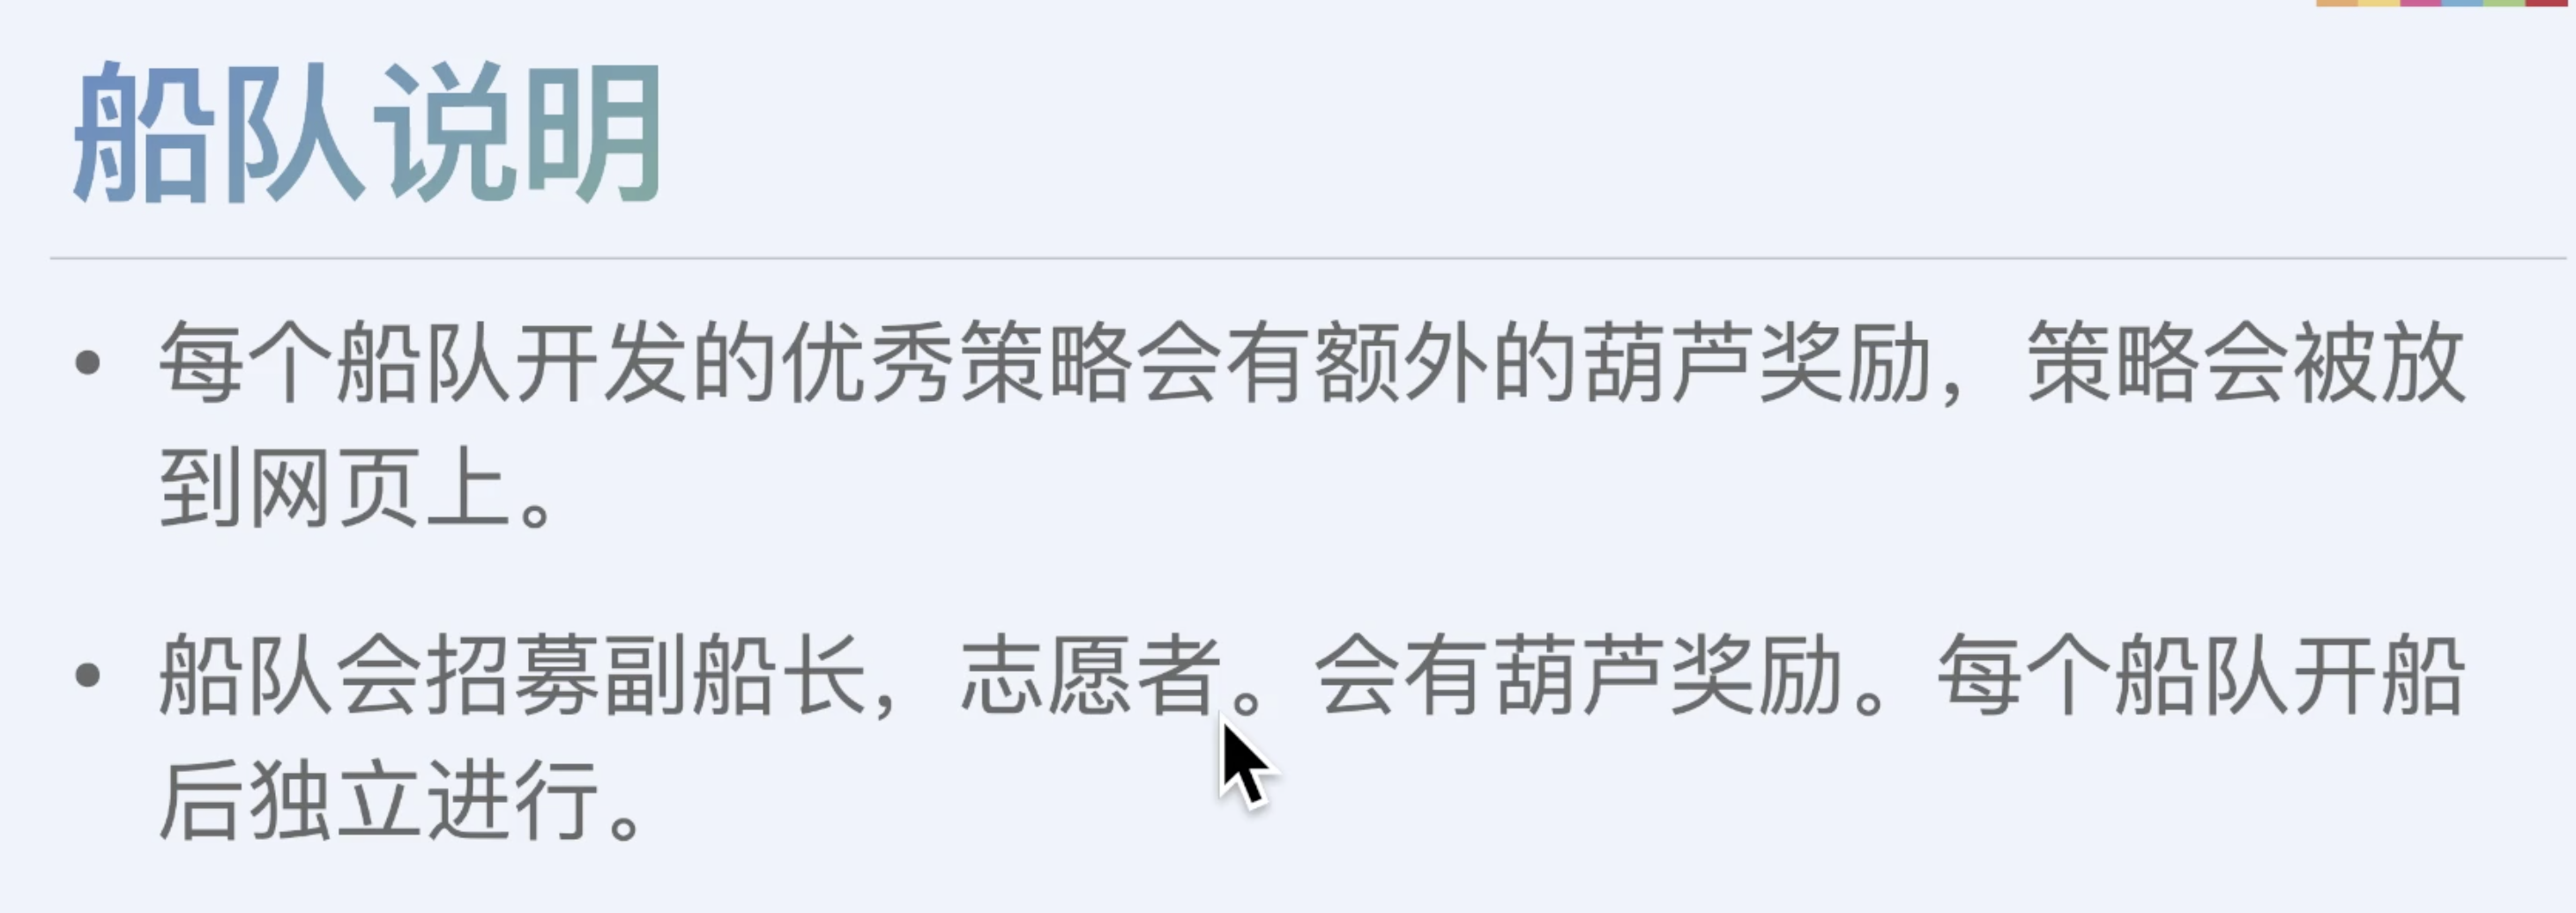 船队说明
• 每个船队开发的优秀策略会有额外的葫芦奖励，策略会被放
到网页上。
• 船队会招募副船长，志愿者。会有葫芦奖励。每个船队开船
后独立进行。